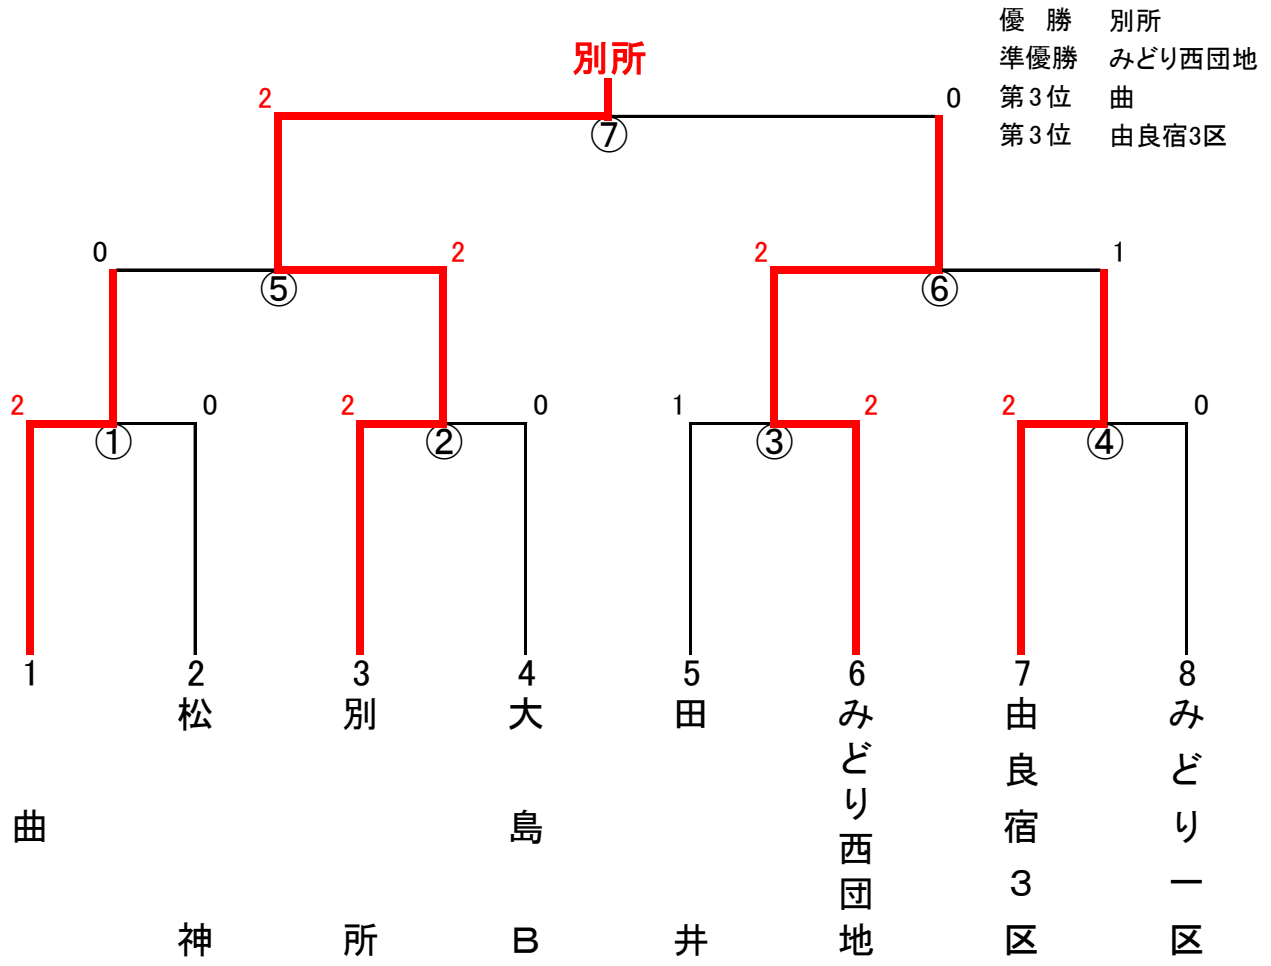 優　勝　別所
準優勝　みどり西団地
第3位　曲
第3位　由良宿3区
別所
2　0
⑦
0　2　2　1
⑤　⑥
2　0　2　0　1　2　2　0
①　②　③　④
1　2　3　4　5　6　7　8
曲
松神
別所
大島Ｂ
田井
みどり西団地
由良宿３区
みどり一区